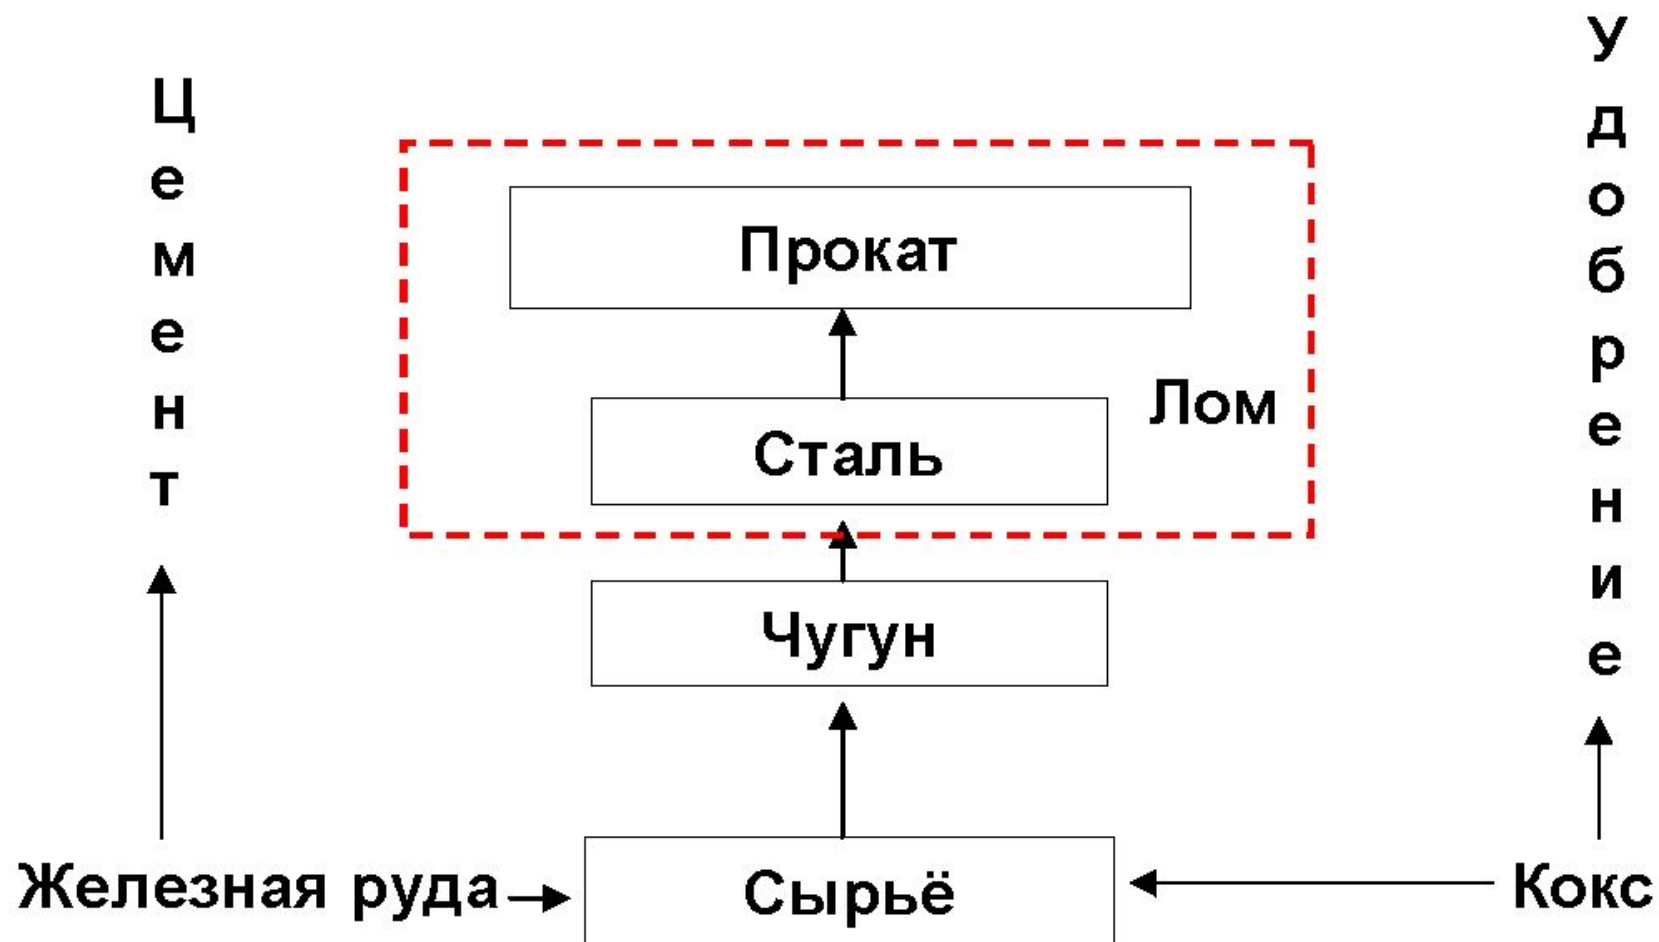 Цемент
Удобрение
Прокат
Лом
Сталь
Чугун
Железная руда
Сырьё
Кокс